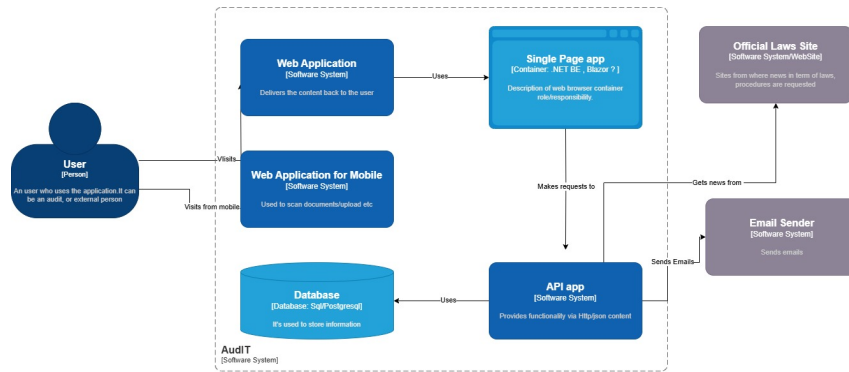 Web Application
[Software System]
Delivers the content back to the user
Uses
Single Page app
[Container: .NET BE , Blazor ? ]
Description of web browser container
role/responsibility.
Official Laws Site
[Software System/WebSite]
Sites from where news in term of laws,
procedures are requested
User
[Person]
An user who uses the application.It can
be an audit, or external person
Visits
Visits from mobile
Web Application for Mobile
[Software System]
Used to scan documents/upload etc
Makes requests to
Gets news from
Email Sender
[Software System]
Sends emails
Sends Emails
Database
[Database: Sql/Postgresql]
It's used to store information
Uses
API app
[Software System]
Provides functionality via Http/json content
AudIT
[Software System]